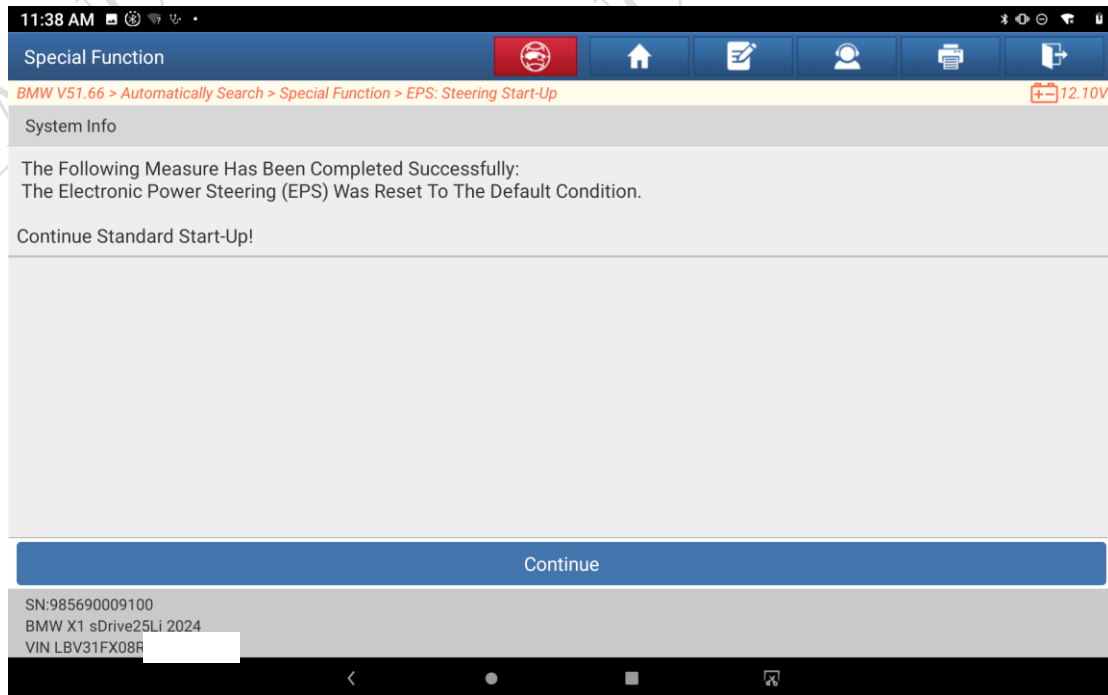 11:38 AM
Special Function
BMW V51.66 > Automatically Search > Special Function > EPS: Steering Start-Up
12.10V
System Info
The Following Measure Has Been Completed Successfully:
The Electronic Power Steering (EPS) Was Reset To The Default Condition.
Continue Standard Start-Up!
Continue
SN:985690009100
BMW X1 sDrive25Li 2024
VIN LBV31FX08R